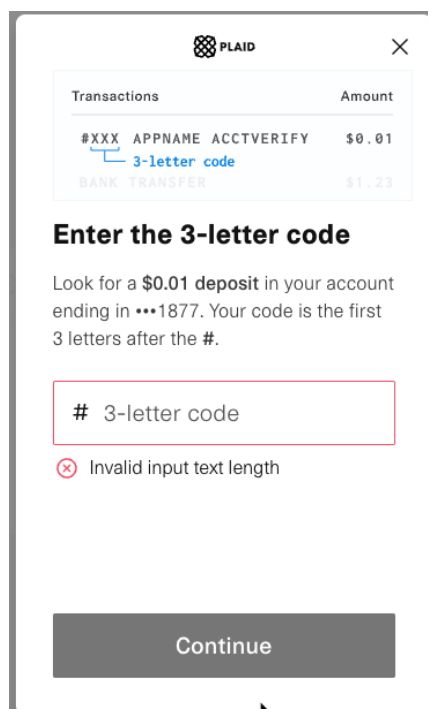 PLAID
Transactions Amount
#XXX APPNAME ACCTVERIFY $0.01
3-letter code
BANK TRANSFER $1.23
Enter the 3-letter code
Look for a $0.01 deposit in your account
ending in •••1877. Your code is the first
3 letters after the #.
# 3-letter code
Invalid input text length
Continue